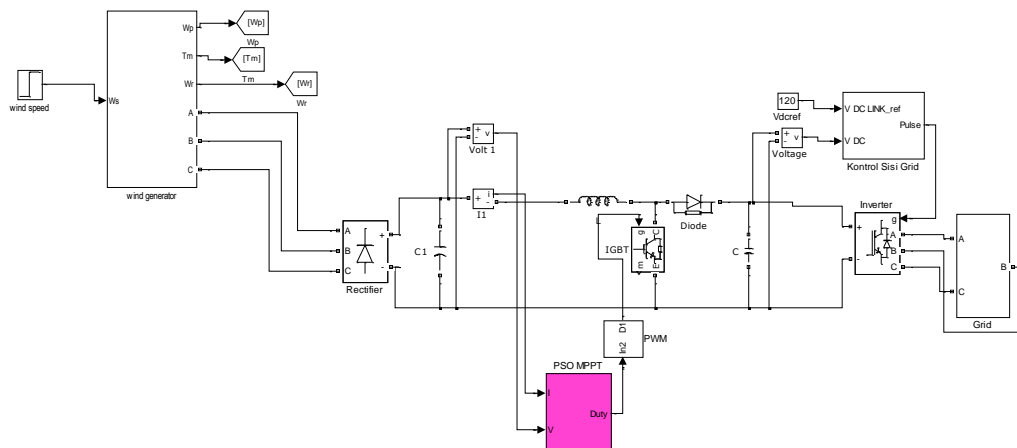 [Wp]
Wp
Wp
Tm
[Tm]
Wr
Tm
[Wr]
Wr
wind speed
Ws
A
B
C
wind generator
A
B
C
+
-
Rectifier
C1
+
-
v
Volt 1
+
i
-
I1
L
g
C
m
E
IGBT
Diode
C
120
Vdcref
+
-
v
Voltage
V DC LINK_ref
Pulse
V DC
Kontrol Sisi Grid
Inverter
g
+
A
B
-
C
A
B
C
Grid
D1
In2
PWM
PSO MPPT
I
Duty
V